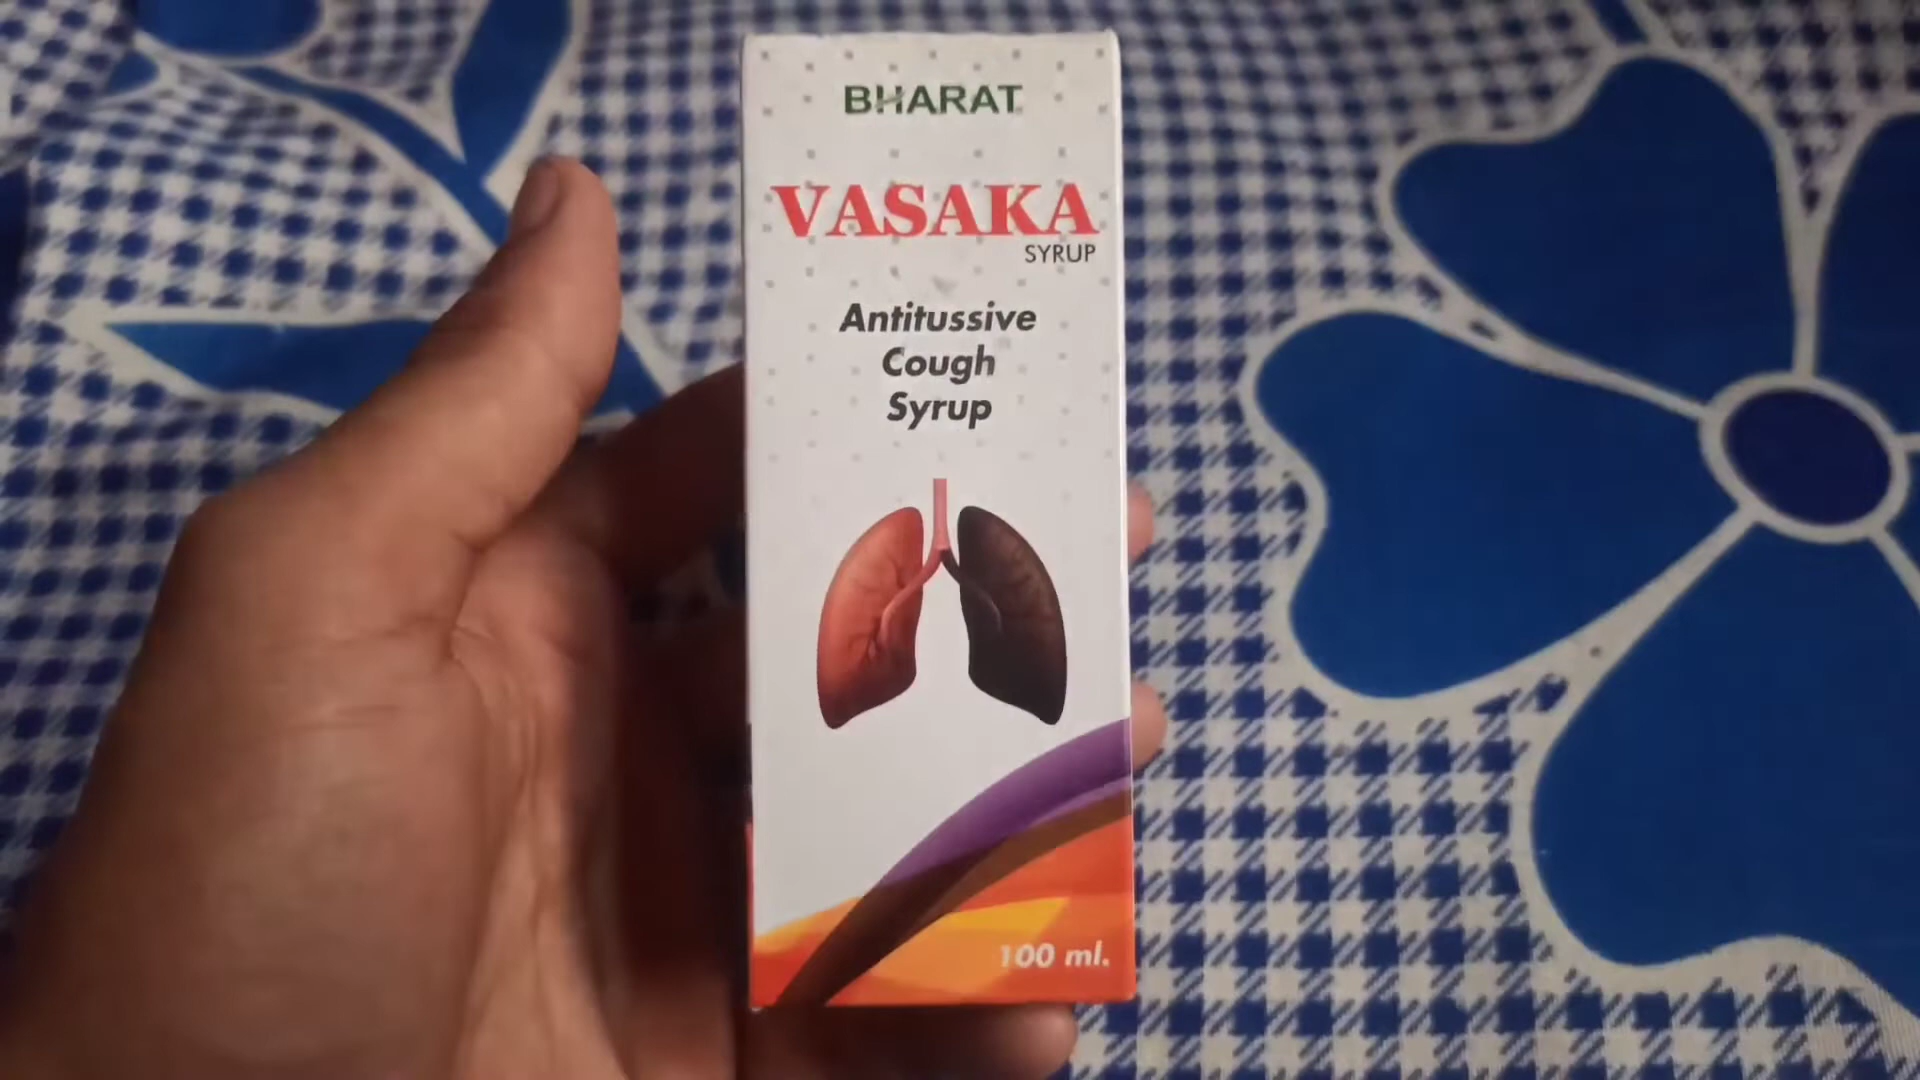 BHARAT
VASAKA
SYRUP
Antitussive
Cough
Syrup
100 ml.